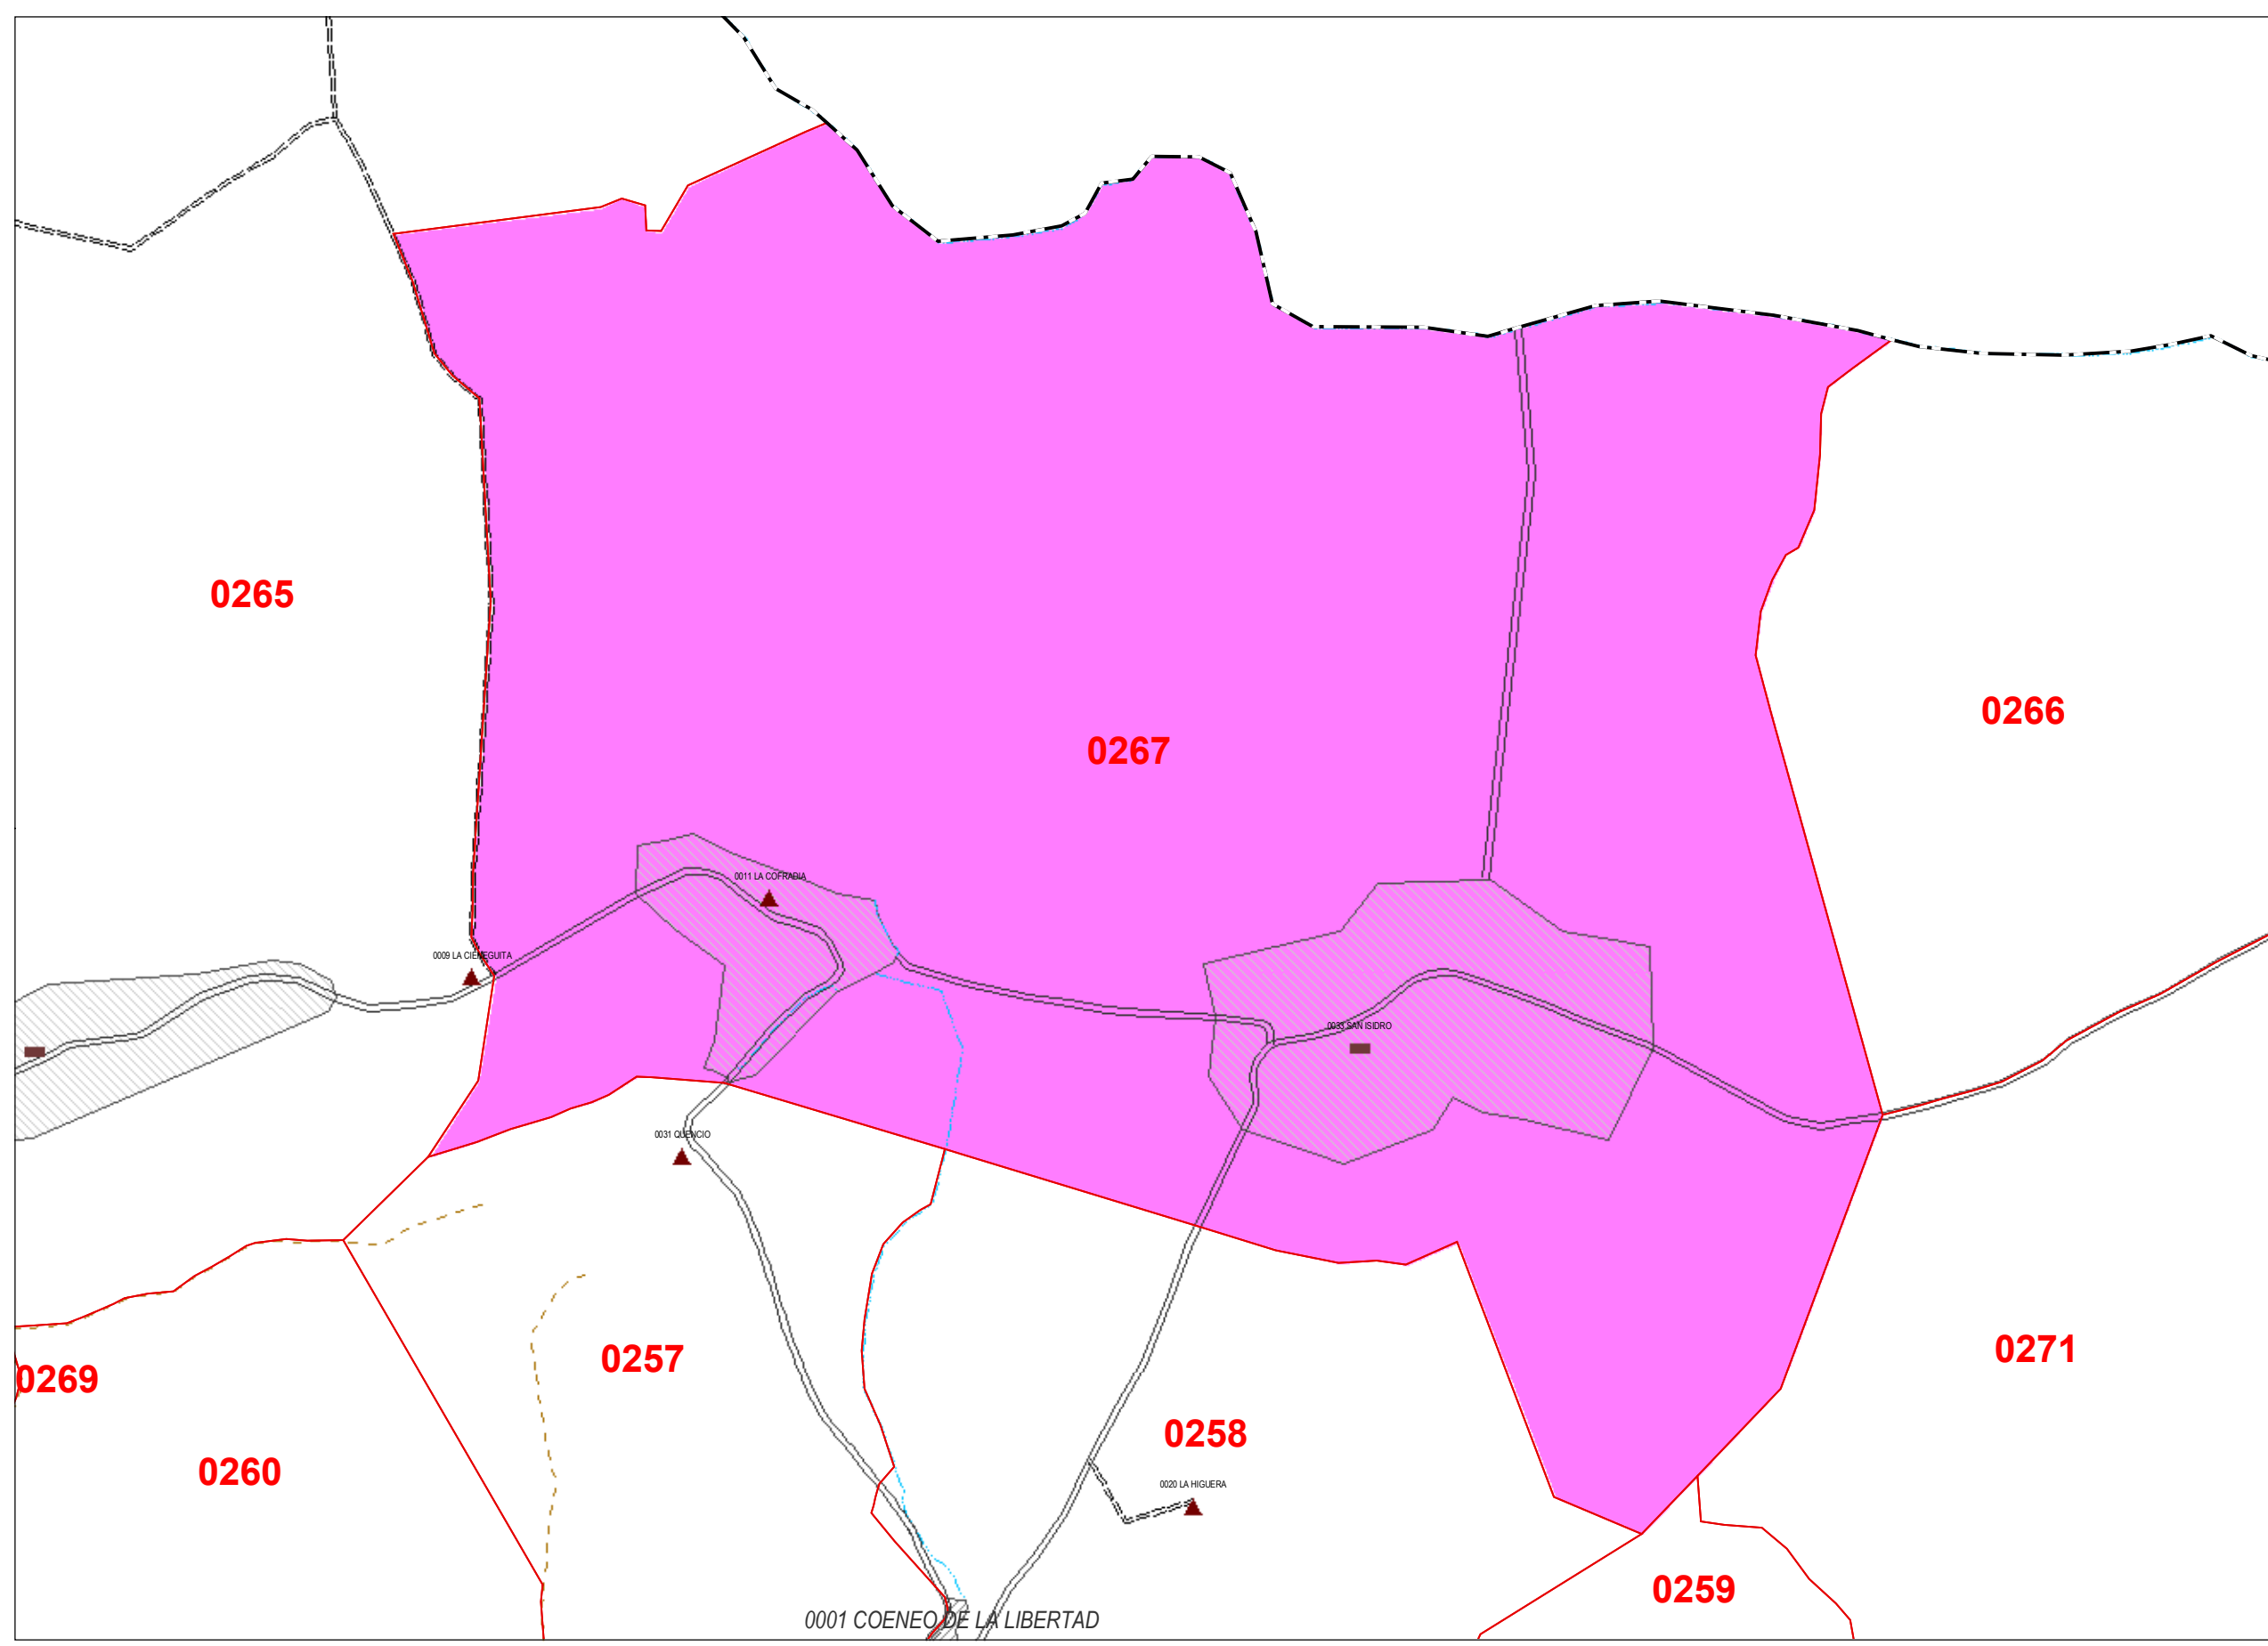 0265
0266
0267
0011 LA COFRADIA
0009 LA CIENEGUITA
0033 SAN ISIDRO
0031 QUENCIO
0257
0271
0269
0258
0260
0020 LA HIGUERA
0259
0001 COENEO DE LA LIBERTAD